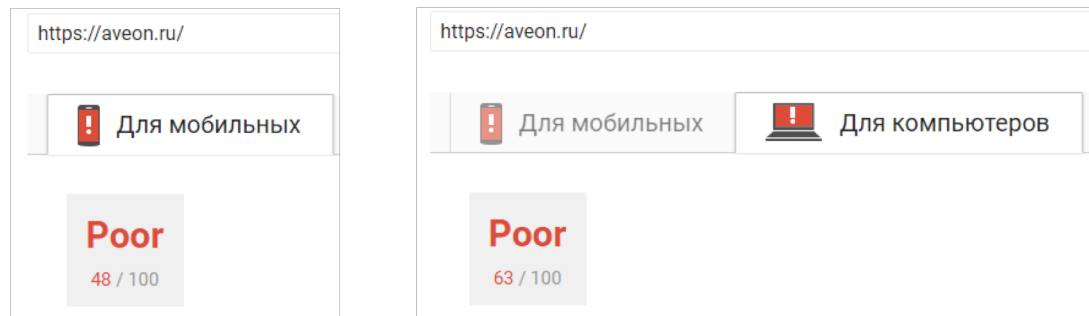 https://aveon.ru/
Для мобильных
Poor
48 / 100
https://aveon.ru/
Для мобильных
Для компьютеров
Poor
63 / 100